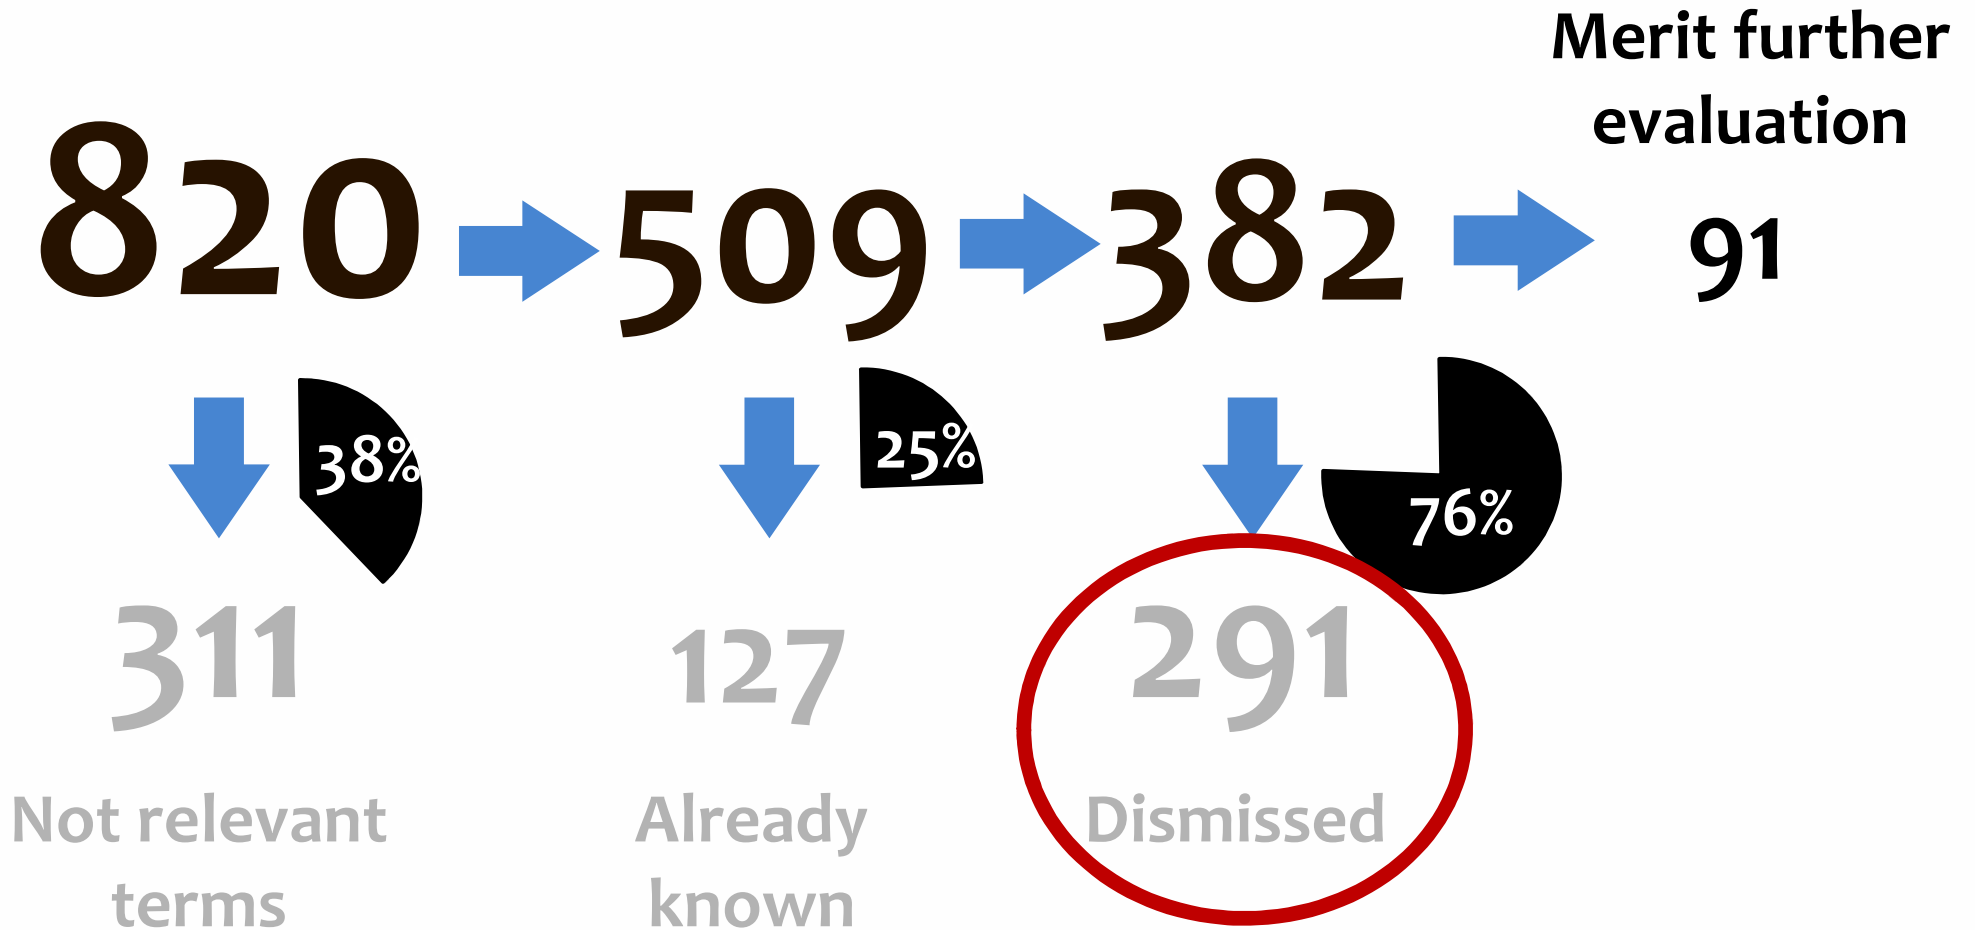 Merit further
evaluation
820
509
382
91
38%
25%
76%
311
127
291
Not relevant
terms
Already
known
Dismissed